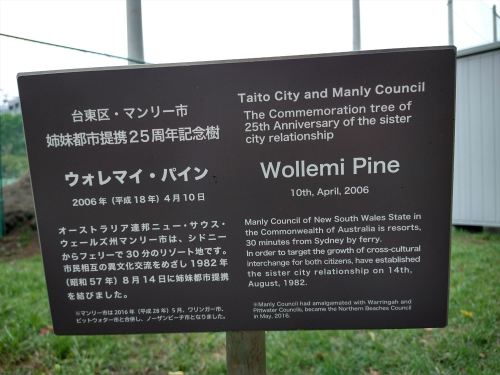 台東区・マンリー市
姉妹都市提携25周年記念樹
ウォレマイ・パイン
2006年（平成18年）4月10日
オーストラリア連邦ニュー・サウス・
ウェールズ州マンリー市は、シドニー
からフェリーで30分のリゾート地です。
市民相互の異文化交流をめざし1982年
（昭和57年）8月14日に姉妹都市提携
を結びました。
※マンリー市は2016年（平成28年）5月、ワリンガー市、
ピットウォーター市と合併し、ノーザンビーチ市となりました。
Taito City and Manly Council
The Commemoration tree of
25th Anniversary of the sister
city relationship
Wollemi Pine
10th, April, 2006
Manly Council of New South Wales State in
the Commonwealth of Australia is resorts,
30 minutes from Sydney by ferry.
In order to target the growth of cross-cultural
interchange for both citizens, have established
the sister city relationship on 14th,
August, 1982.
※Manly Council had amalgamated with Warringah and
Pittwater Councils, became the Northern Beaches Council
in May, 2016.